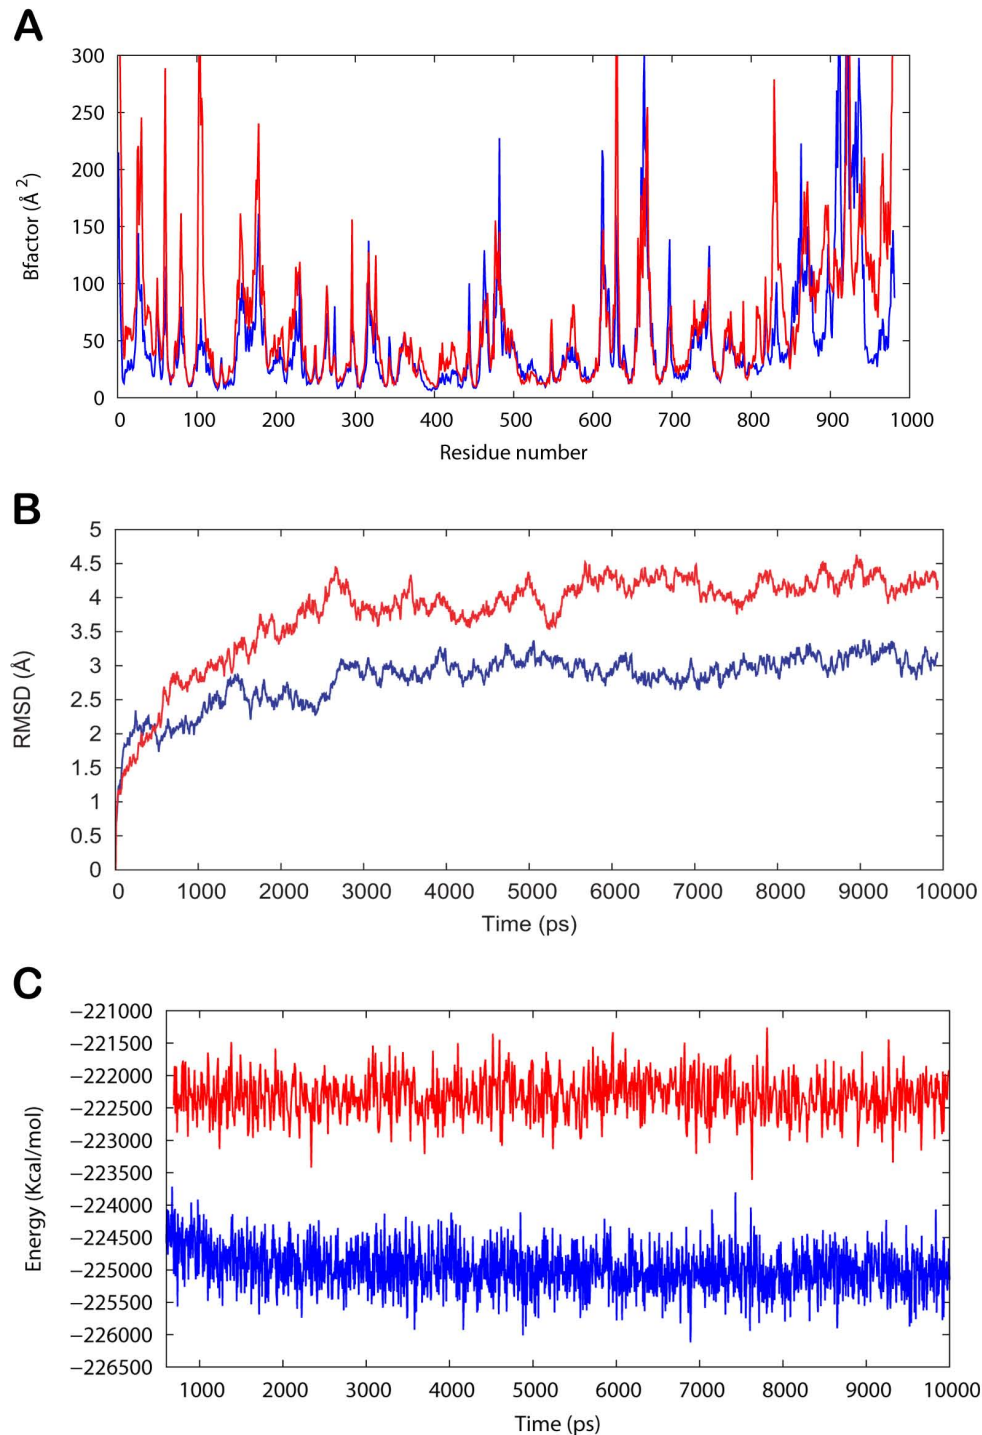 A
300
250
200
150
100
50
0
Bfactor (Å 2)
0 100 200 300 400 500 600 700 800 900 1000
Residue number
B
5
4.5
4
3.5
3
2.5
2
1.5
1
0.5
0
RMSD (Å)
0 1000 2000 3000 4000 5000 6000 7000 8000 9000 10000
Time (ps)
C
−221000
−221500
−222000
−222500
−223000
−223500
−224000
−224500
−225000
−225500
−226000
−226500
Energy (Kcal/mol)
1000 2000 3000 4000 5000 6000 7000 8000 9000 10000
Time (ps)